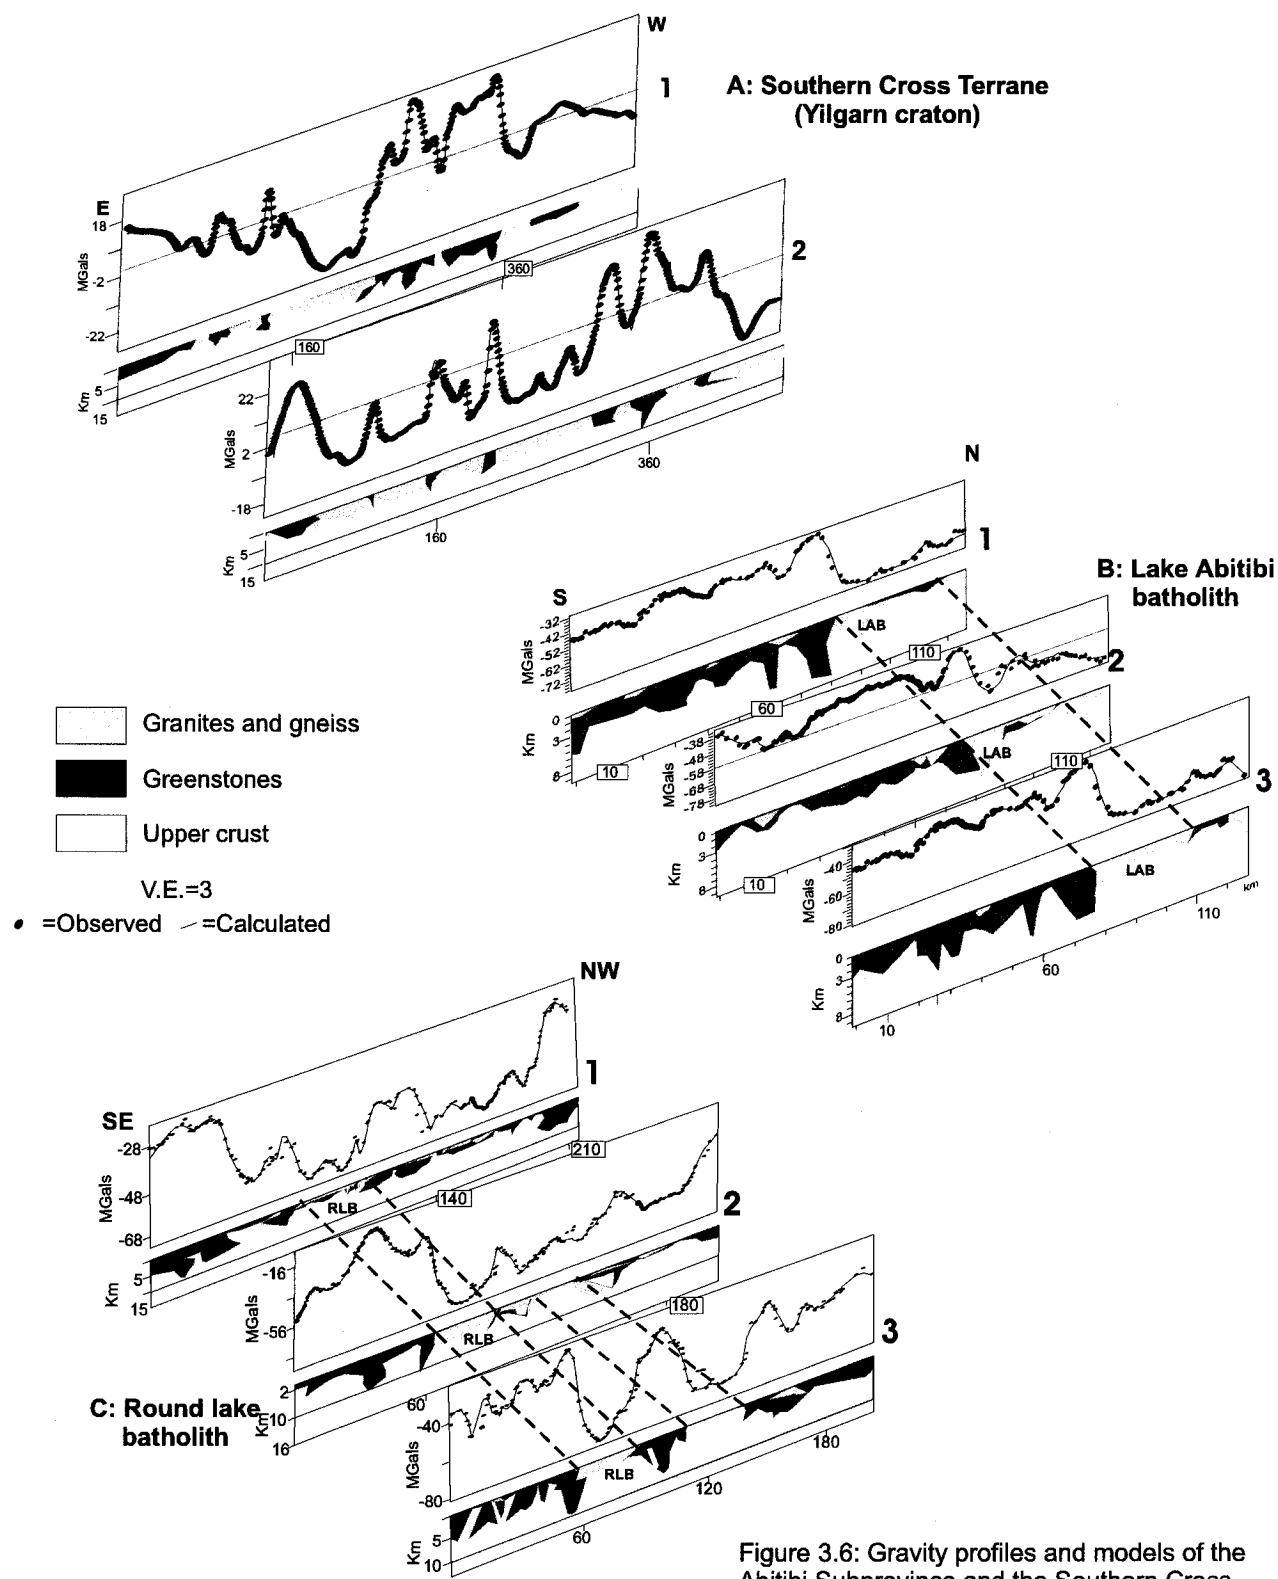 W
1
A: Southern Cross Terrane
(Yilgarn craton)
E
18
MGals
-2
-22
Km
5
15
360
2
160
22
MGals
2
-18
Km
5
15
160
360
N
1
S
-32
-42
-52
-62
-72
MGals
LAB
B: Lake Abitibi
batholith
110
2
0
3
8
Km
60
10
-38
-48
-58
-68
-78
MGals
LAB
110
3
0
3
8
Km
10
-40
-60
-80
MGals
LAB
km
110
60
0
3
8
Km
10
Granites and gneiss
Greenstones
Upper crust
V.E.=3
=Observed
=Calculated
NW
1
SE
-28
-48
-68
MGals
210
140
RLB
2
5
15
Km
-16
-56
MGals
180
RLB
3
C: Round lake
batholith
2
10
16
Km
60
-40
-80
MGals
RLB
180
120
60
5
10
Km
Figure 3.6: Gravity profiles and models of the
Abitibi Subprovince and the Southern Cross